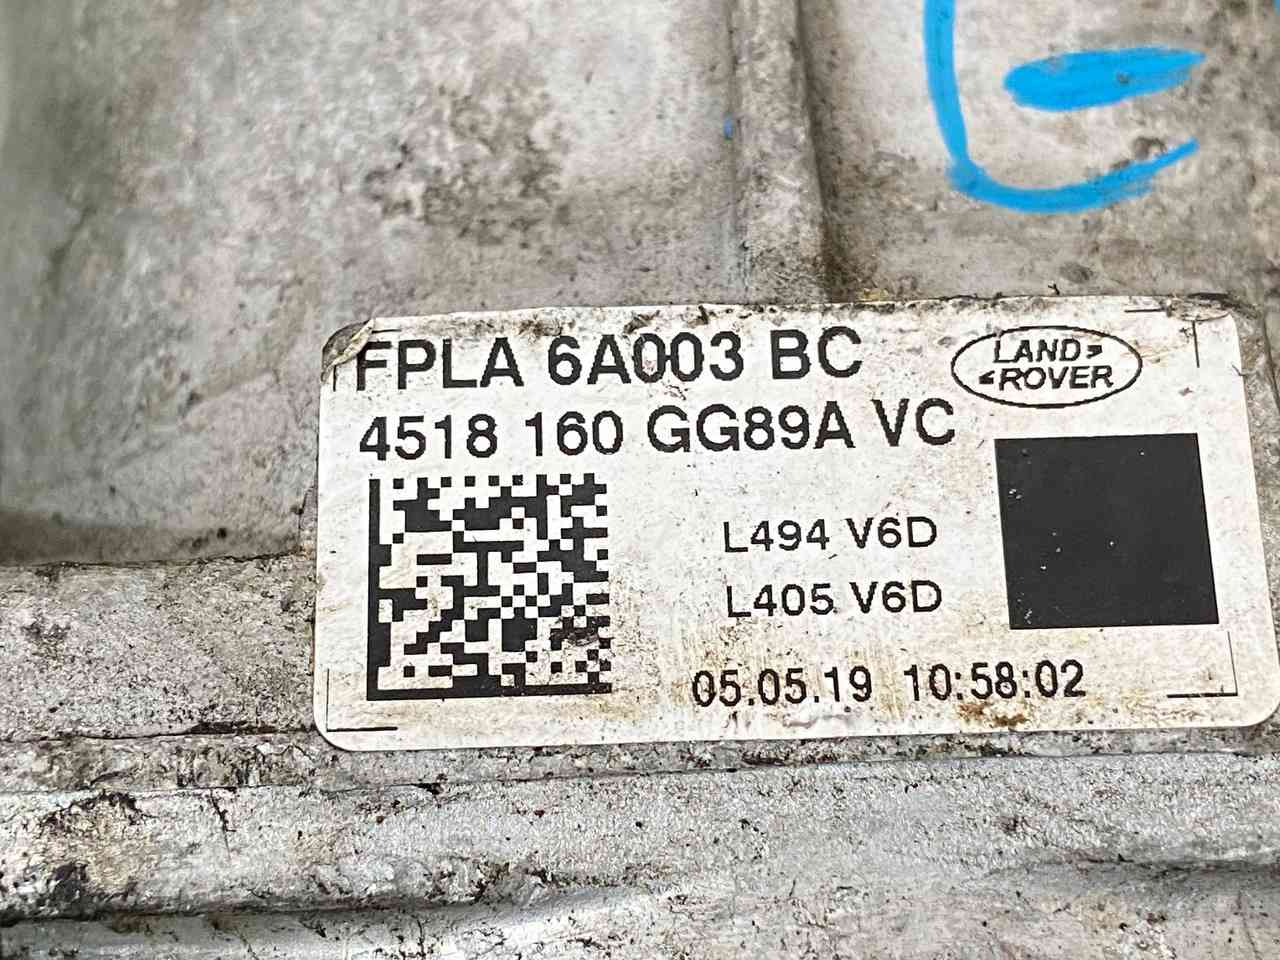 FPLA 6A003 BC
LAND
ROVER
4518 160 GG89A VC
L494 V6D
L405 V6D
05.05.19 10:58:02